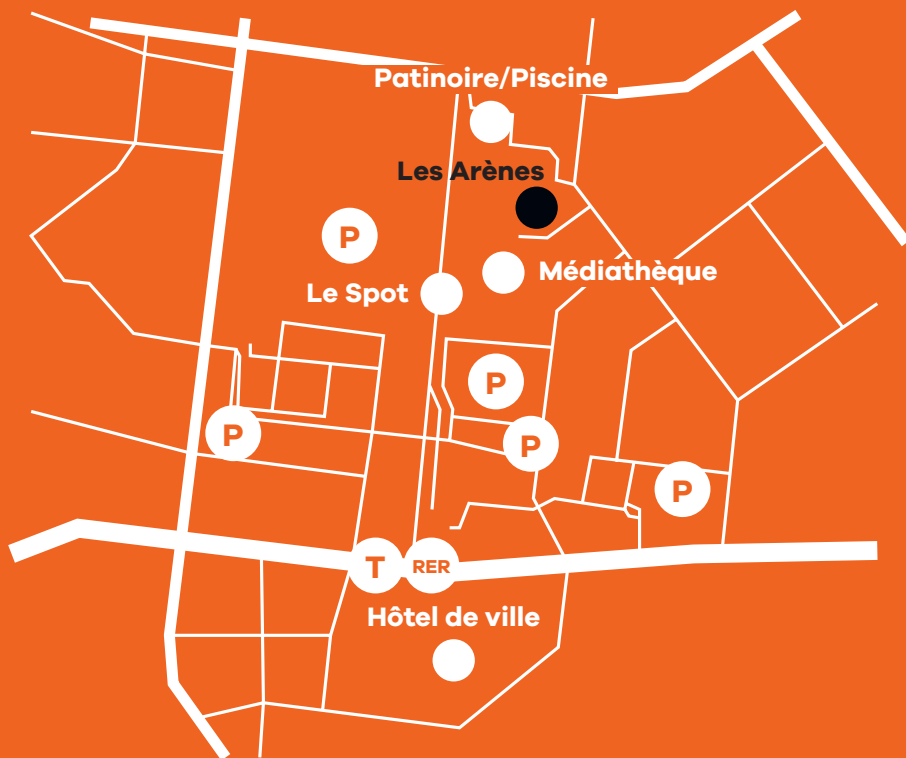 Patinoire/Piscine
Les Arènes
P
Médiathèque
Le Spot
P
P
P
P
T
RER
Hôtel de ville